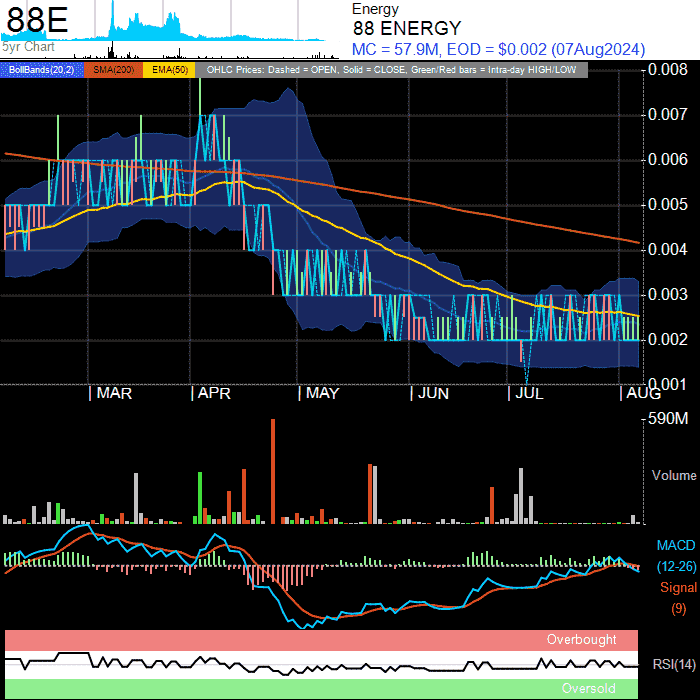 88E
5yr Chart
Energy
88 ENERGY
MC = 57.9M, EOD = $0.002 (07Aug2024)
BollBands(20,2) SMA(200) EMA(50) OHLC Prices: Dashed = OPEN, Solid = CLOSE, Green/Red bars = Intra-day HIGH/LOW
0.008
0.007
0.006
0.005
0.004
0.003
0.002
0.001
MAR APR MAY JUN JUL AUG
590M
Volume
MACD
(12-26)
Signal
(9)
Overbought
RSI(14)
Oversold